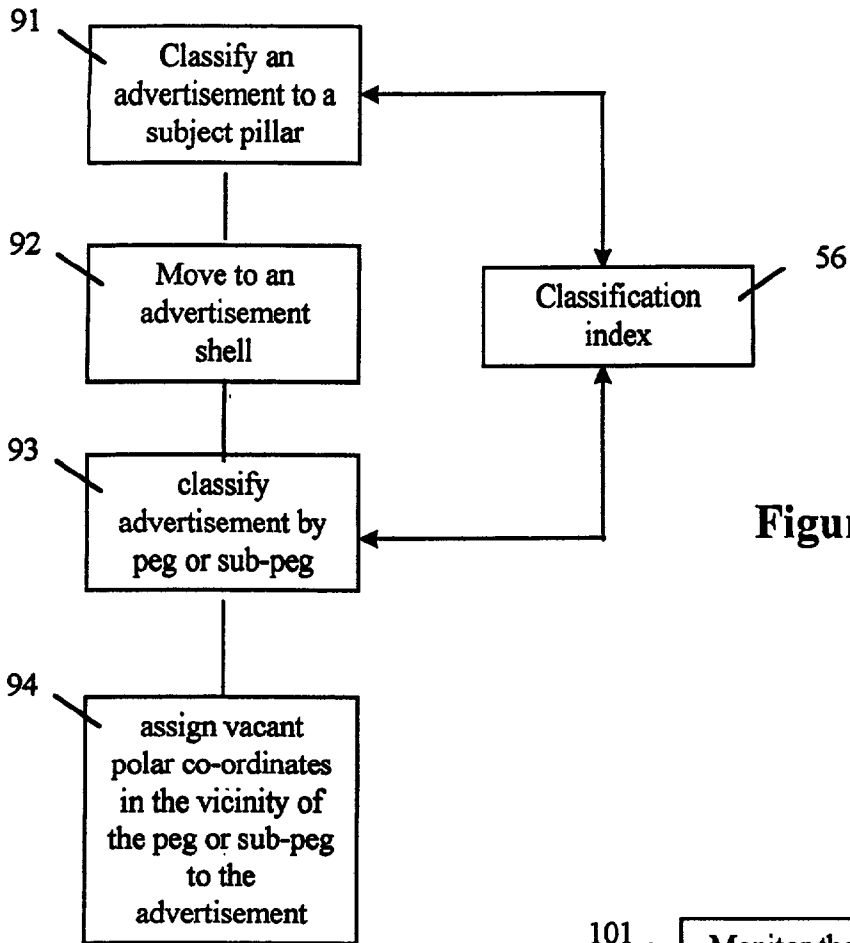 91
Classify an
advertisement to a
subject pillar
92
Move to an
advertisement
shell
56
Classification
index
93
classify
advertisement by
peg or sub-peg
94
assign vacant
polar co-ordinates
in the vicinity of
the peg or sub-peg
to the
advertisement
101